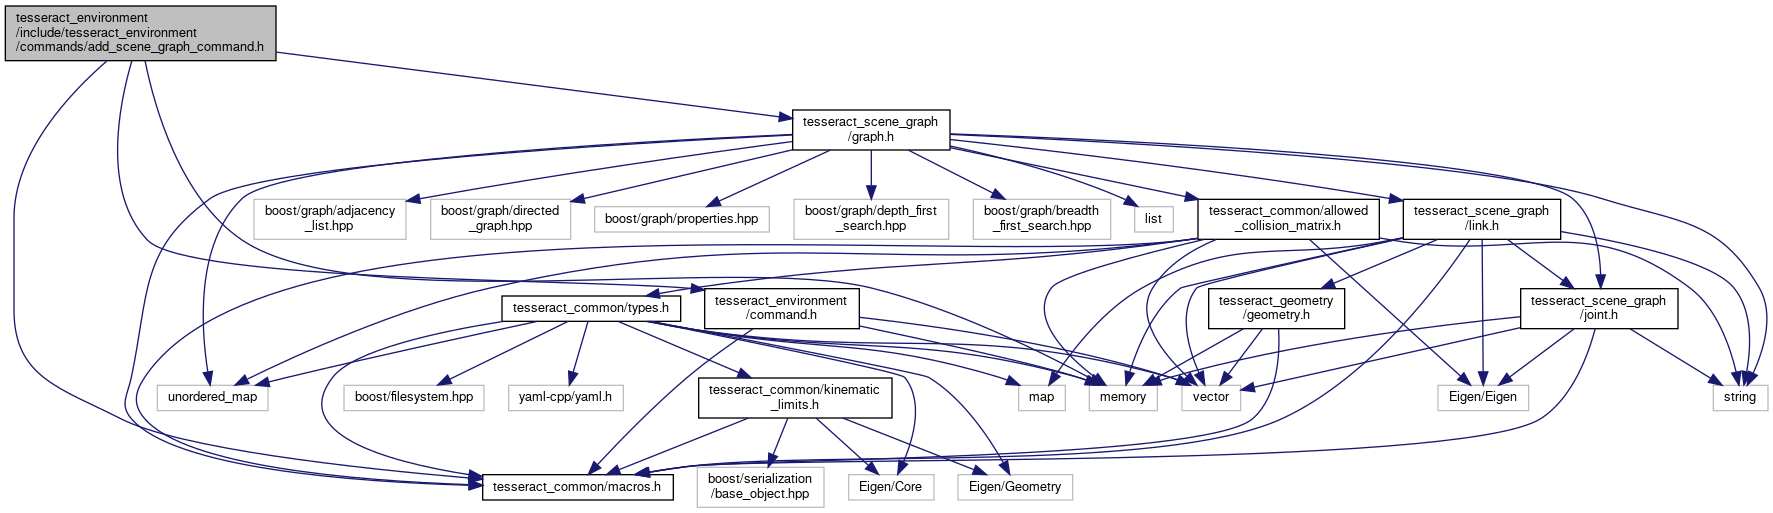 tesseract_environment
/include/tesseract_environment
/commands/add_scene_graph_command.h
tesseract_scene_graph
/graph.h
boost/graph/adjacency
_list.hpp
boost/graph/directed
_graph.hpp
boost/graph/properties.hpp
boost/graph/depth_first
_search.hpp
boost/graph/breadth
_first_search.hpp
list
tesseract_common/allowed
_collision_matrix.h
tesseract_scene_graph
/link.h
tesseract_common/types.h
tesseract_environment
/command.h
tesseract_geometry
/geometry.h
tesseract_scene_graph
/joint.h
unordered_map
boost/filesystem.hpp
yaml-cpp/yaml.h
tesseract_common/kinematic
_limits.h
map
memory
vector
Eigen/Eigen
string
tesseract_common/macros.h
boost/serialization
/base_object.hpp
Eigen/Core
Eigen/Geometry